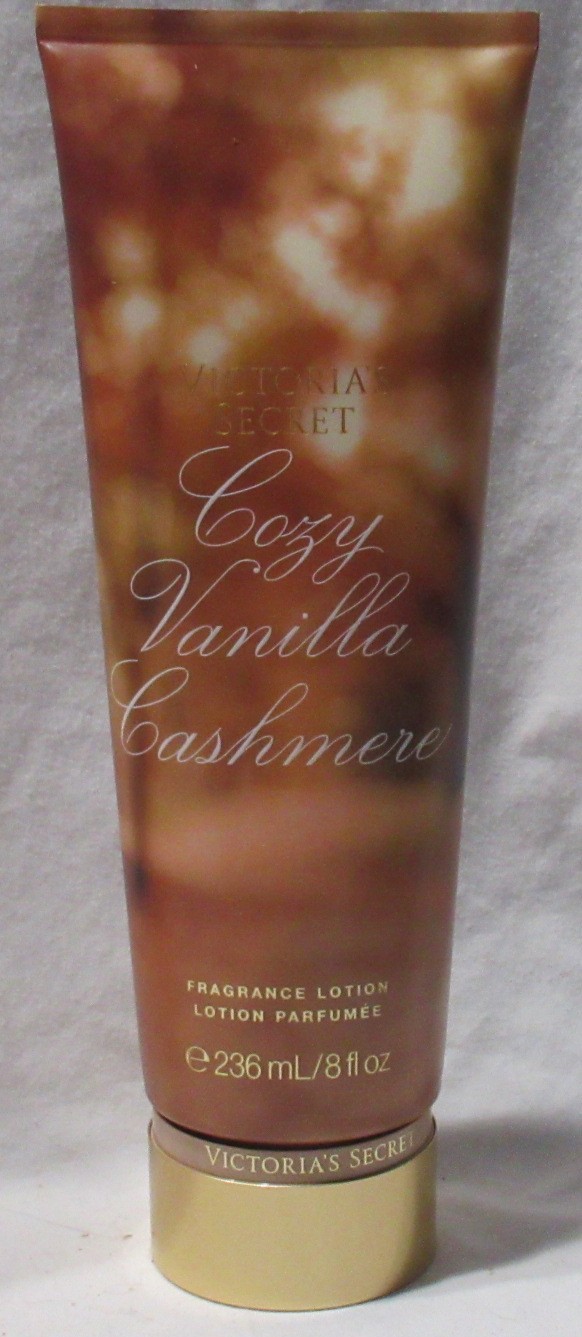 VICTORIA'S
SECRET
Cozy
Vanilla
Cashmere
FRAGRANCE LOTION
LOTION PARFUMÉE
℮ 236 mL/8 fl oz
VICTORIA'S SECRET